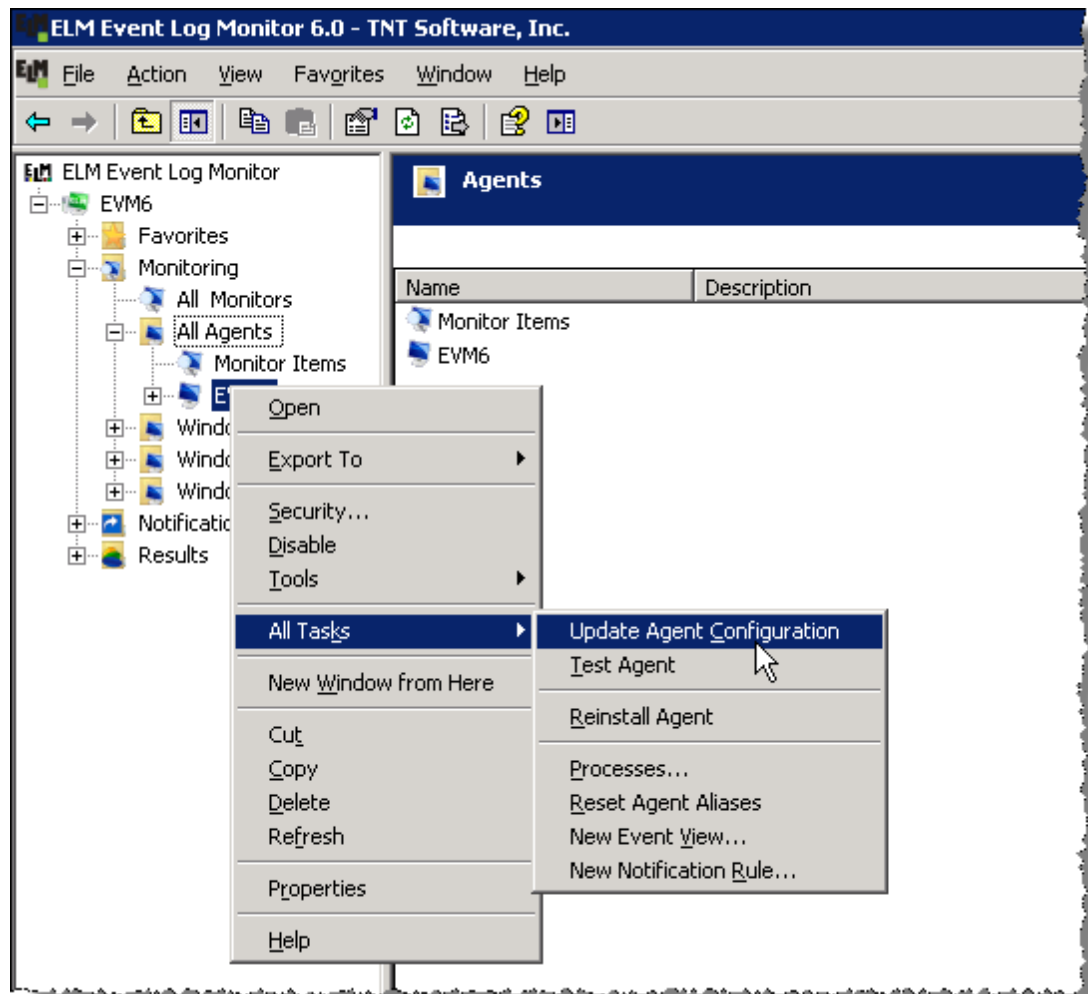 ELM Event Log Monitor 6.0 - TNT Software, Inc.
ELM File Action View Favorites Window Help
ELM ELM Event Log Monitor
EVM6
Favorites
Monitoring
All Monitors
All Agents
Monitor Items
Notificatio
Results
Agents
Name Description
Monitor Items
EVM6
Open
Export To
Security...
Disable
Tools
All Tasks
New Window from Here
Cut
Copy
Delete
Refresh
Properties
Help
Update Agent Configuration
Test Agent
Reinstall Agent
Processes...
Reset Agent Aliases
New Event View...
New Notification Rule...